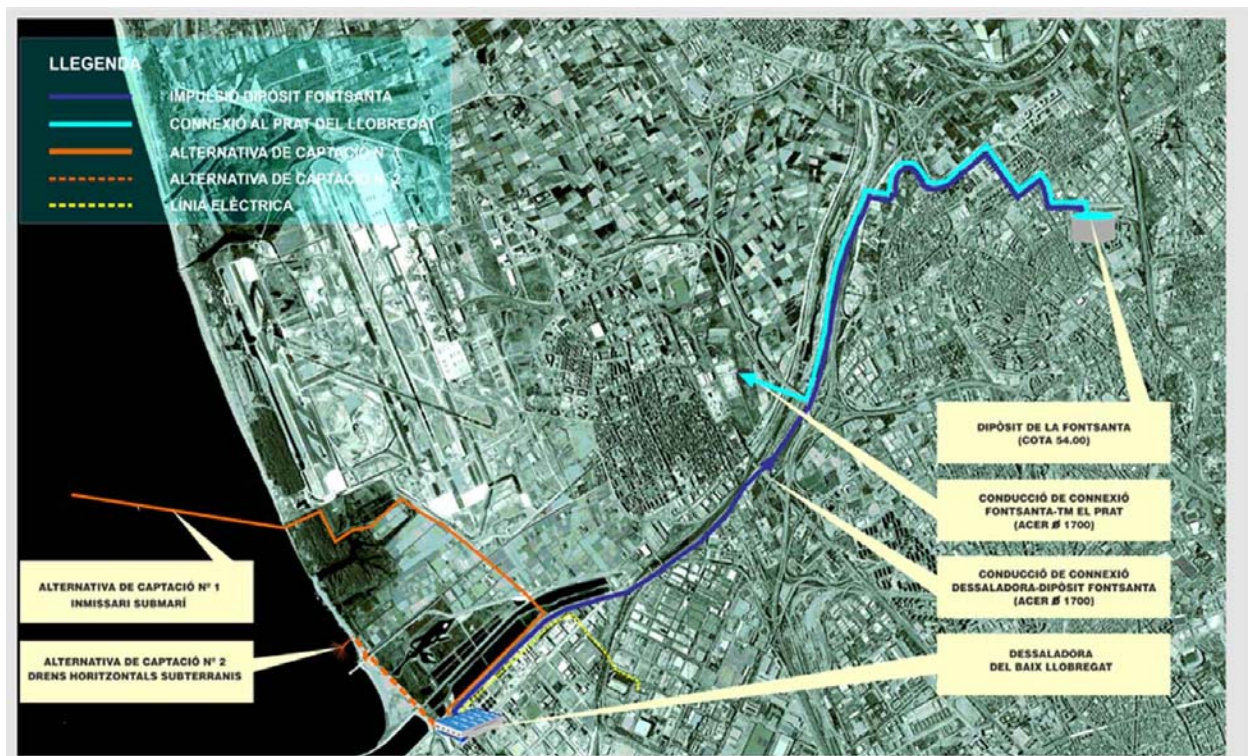 LLEGENDA
IMPULSIÓ DIPÒSIT FONTSANTA
CONNEXIÓ AL PRAT DEL LLOBREGAT
ALTERNATIVA DE CAPTACIÓ Nº 1
ALTERNATIVA DE CAPTACIÓ Nº 2
LÍNIA ELÈCTRICA
DIPÒSIT DE LA FONTSANTA
(COTA 54.00)
CONDUCCIÓ DE CONNEXIÓ
FONTSANTA-TM EL PRAT
(ACER Ø 1700)
CONDUCCIÓ DE CONNEXIÓ
DESSALADORA-DIPÒSIT FONTSANTA
(ACER Ø 1700)
DESSALADORA
DEL BAIX LLOBREGAT
ALTERNATIVA DE CAPTACIÓ Nº 1
INMISSARI SUBMARÍ
ALTERNATIVA DE CAPTACIÓ Nº 2
DRENS HORITZONTALS SUBTERRANIS